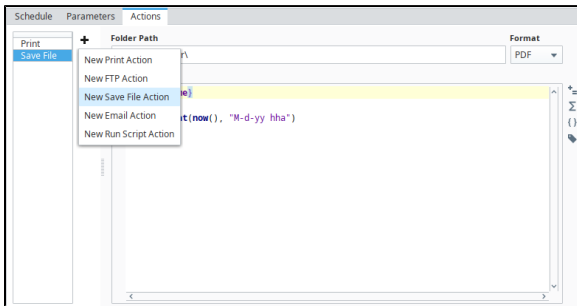 Schedule Parameters Actions
Print
Save File
+
Folder Path
Format
r\
PDF
New Print Action
New FTP Action
New Save File Action
New Email Action
New Run Script Action
e}
t(now(), "M-d-yy hha")
Σ
{}